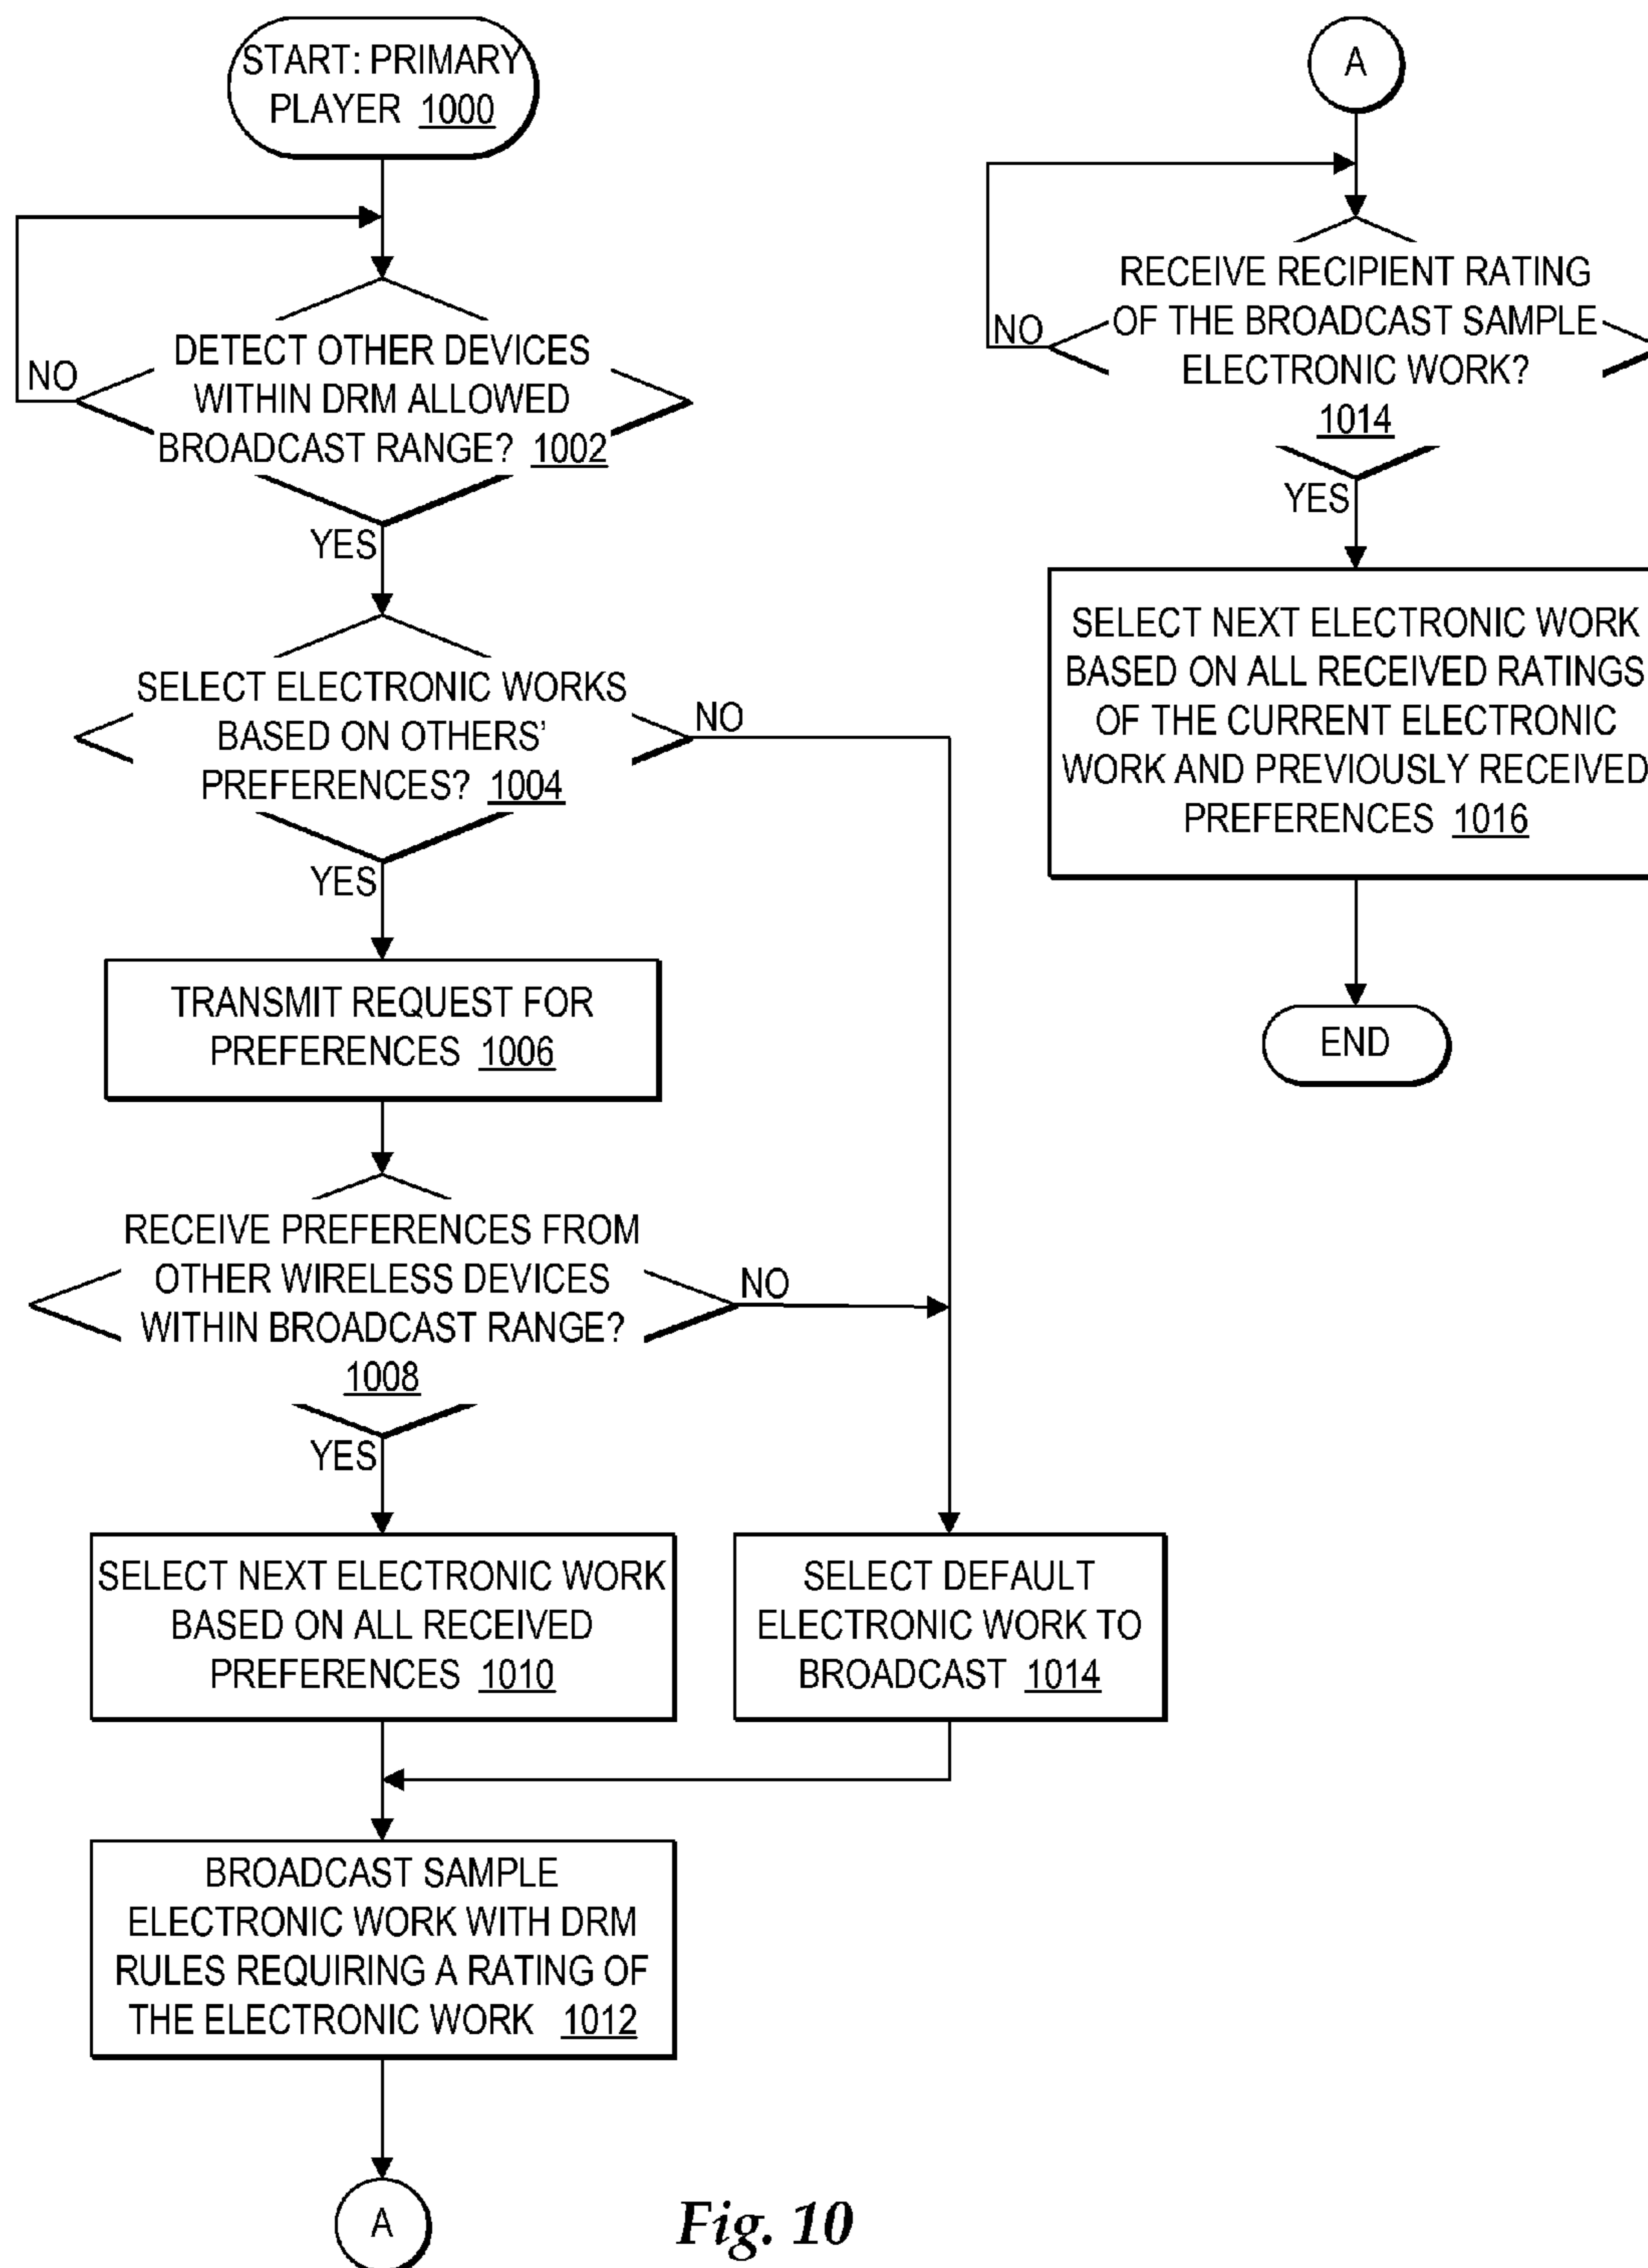 START: PRIMARY
PLAYER 1000
DETECT OTHER DEVICES
WITHIN DRM ALLOWED
BROADCAST RANGE? 1002
NO
YES
SELECT ELECTRONIC WORKS
BASED ON OTHERS'
PREFERENCES? 1004
NO
YES
TRANSMIT REQUEST FOR
PREFERENCES 1006
RECEIVE PREFERENCES FROM
OTHER WIRELESS DEVICES
WITHIN BROADCAST RANGE?
1008
NO
YES
SELECT NEXT ELECTRONIC WORK
BASED ON ALL RECEIVED
PREFERENCES 1010
SELECT DEFAULT
ELECTRONIC WORK TO
BROADCAST 1014
BROADCAST SAMPLE
ELECTRONIC WORK WITH DRM
RULES REQUIRING A RATING OF
THE ELECTRONIC WORK 1012
A
A
RECEIVE RECIPIENT RATING
OF THE BROADCAST SAMPLE
ELECTRONIC WORK?
1014
NO
YES
SELECT NEXT ELECTRONIC WORK
BASED ON ALL RECEIVED RATINGS
OF THE CURRENT ELECTRONIC
WORK AND PREVIOUSLY RECEIVED
PREFERENCES 1016
END
Fig. 10